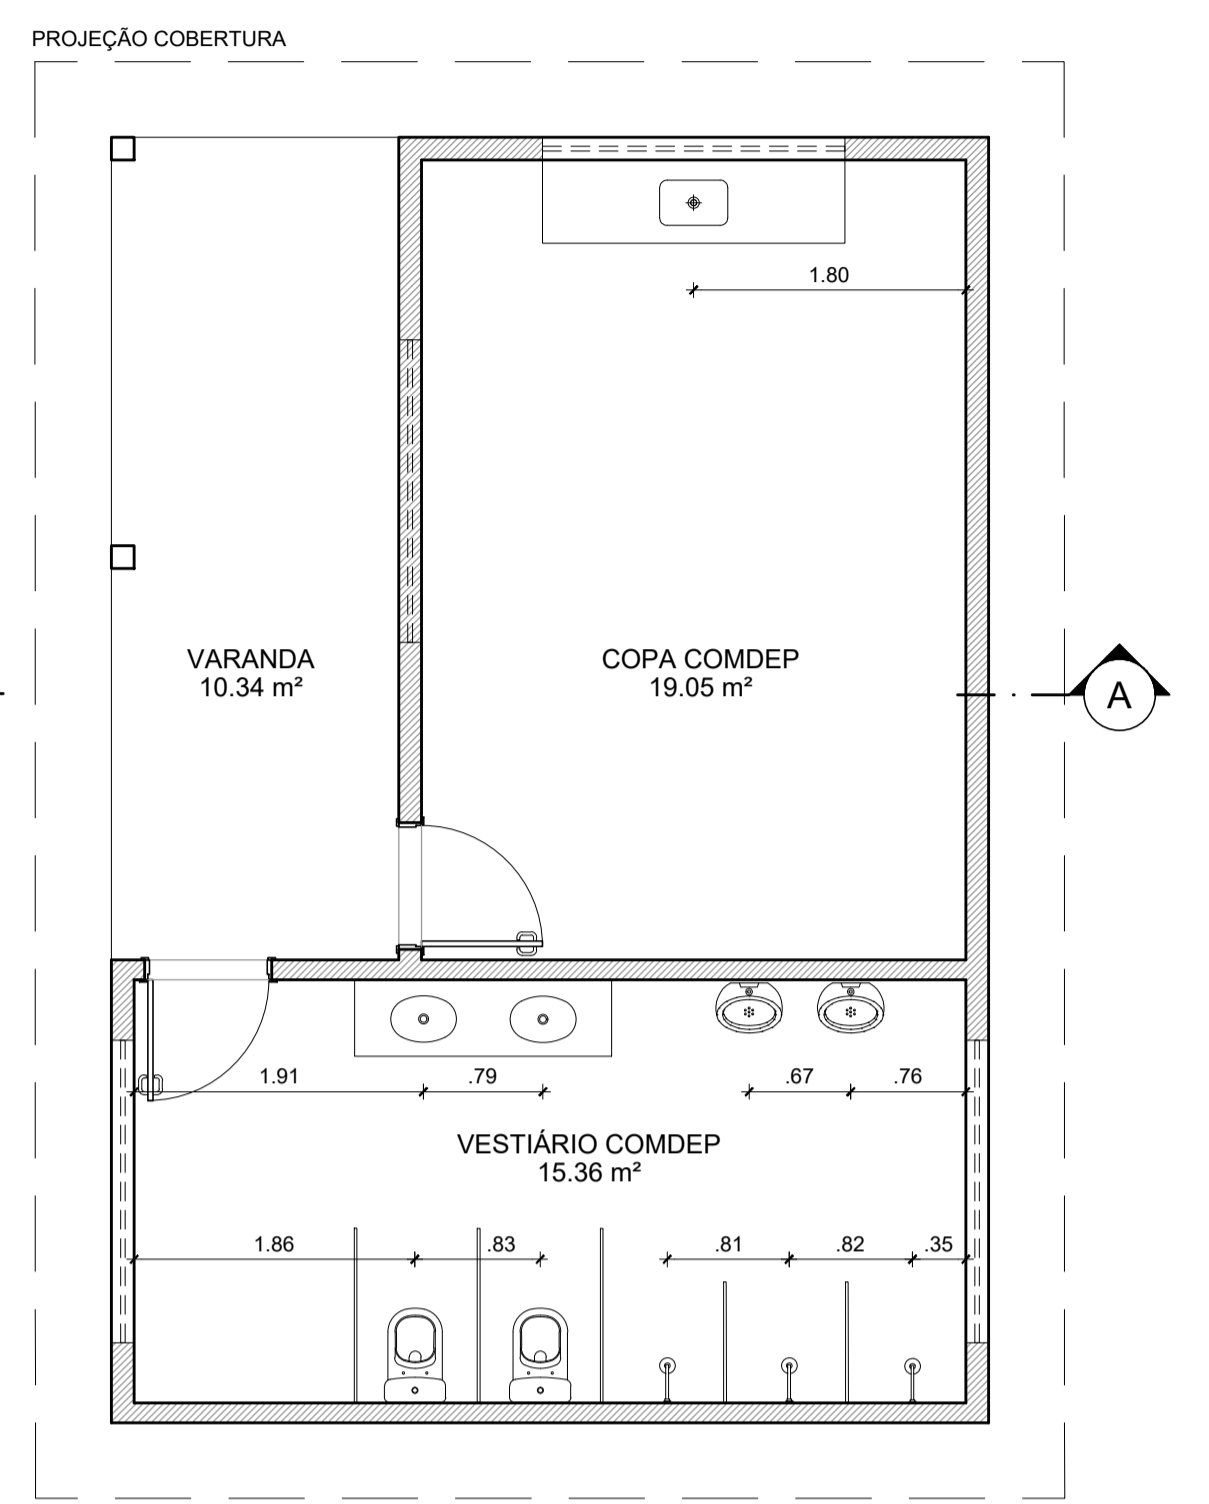 PROJEÇÃO COBERTURA
1.80
VARANDA
10.34 m²
COPA COMDEP
19.05 m²
A
1.91
.79
.67
.76
VESTIÁRIO COMDEP
15.36 m²
1.86
.83
.81
.82
.35